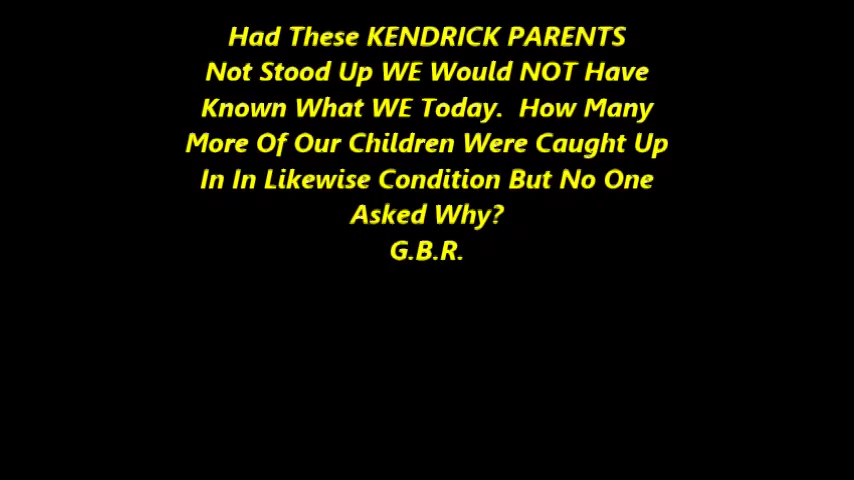 Had These KENDRICK PARENTS
Not Stood Up WE Would NOT Have
Known What WE Today.  How Many
More Of Our Children Were Caught Up
In In Likewise Condition But No One
Asked Why?
G.B.R.